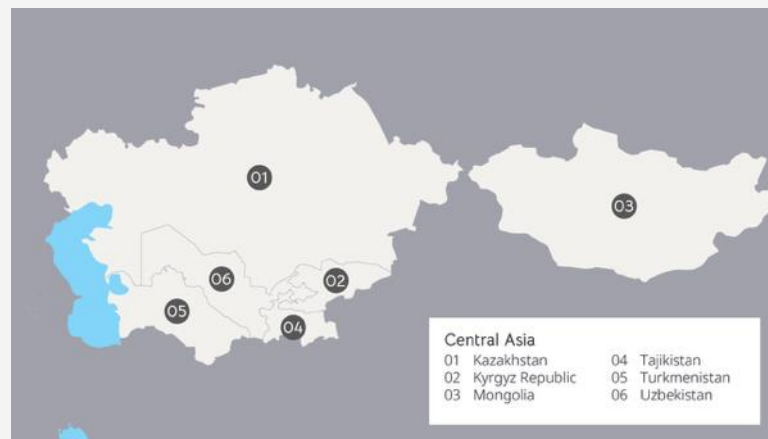 01
03
06
02
05
04
Central Asia
01 Kazakhstan
02 Kyrgyz Republic
03 Mongolia
04 Tajikistan
05 Turkmenistan
06 Uzbekistan